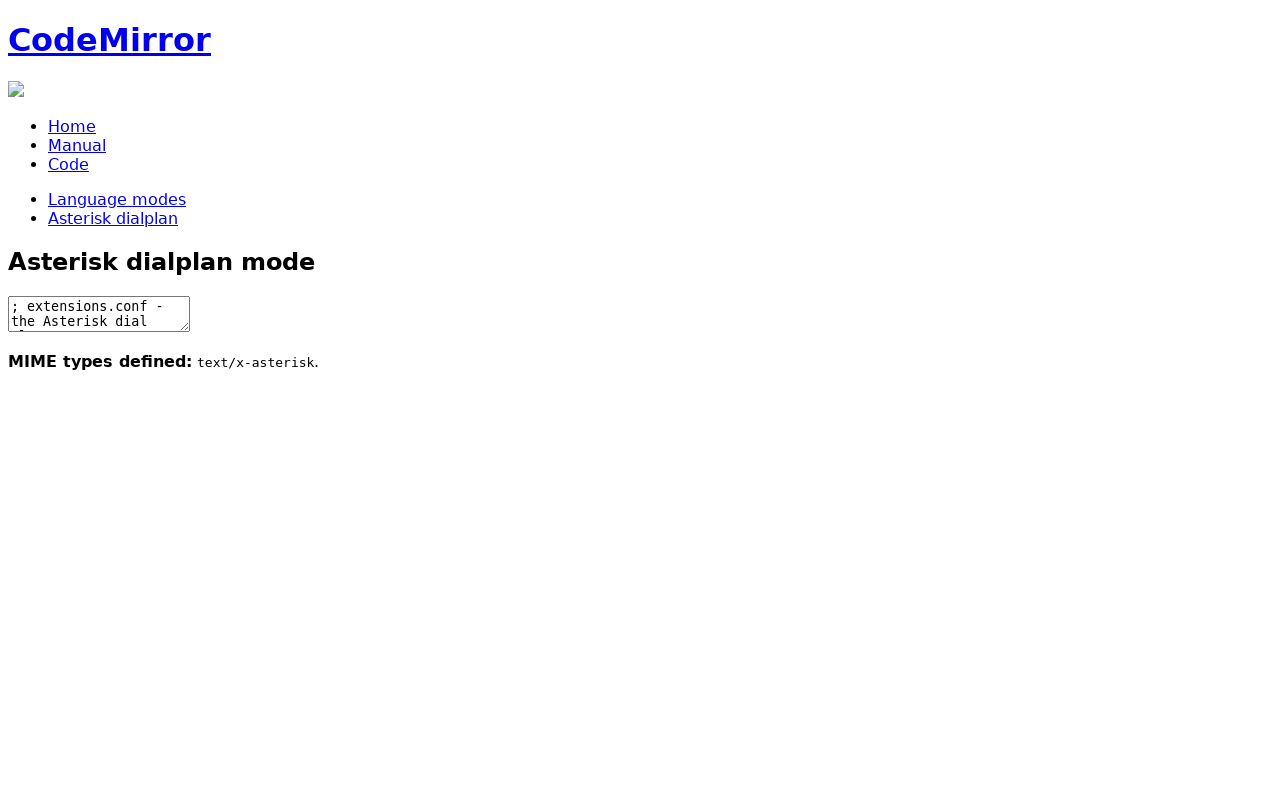 CodeMirror
Home
Manual
Code
Language modes
Asterisk dialplan
Asterisk dialplan mode
; extensions.conf -
the Asterisk dial
MIME types defined: text/x-asterisk.